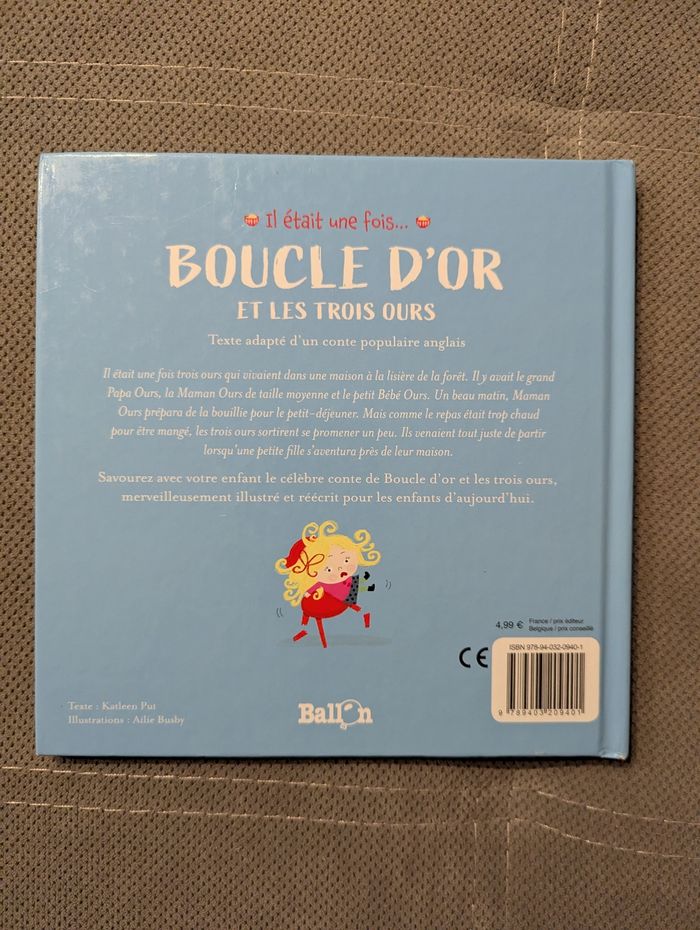 Il était une fois...
BOUCLE D'OR
ET LES TROIS OURS
Texte adapté d'un conte populaire anglais
Il était une fois trois ours qui vivaient dans une maison à la lisière de la forêt. Il y avait le grand
Papa Ours, la Maman Ours de taille moyenne et le petit Bébé Ours. Un beau matin, Maman
Ours prépara de la bouillie pour le petit-déjeuner. Mais comme le repas était trop chaud
pour être mangé, les trois ours sortirent se promener un peu. Ils venaient tout juste de partir
lorsqu'une petite fille s'aventura près de leur maison.
Savourez avec votre enfant le célèbre conte de Boucle d'or et les trois ours,
merveilleusement illustré et réécrit pour les enfants d'aujourd'hui.
4,99 € France / prix éditeur
Belgique / prix conseillé
CE
ISBN 978-94-032-0940-1
9 789403 209401
Texte : Katleen Put
Illustrations : Ailie Busby
Ballon